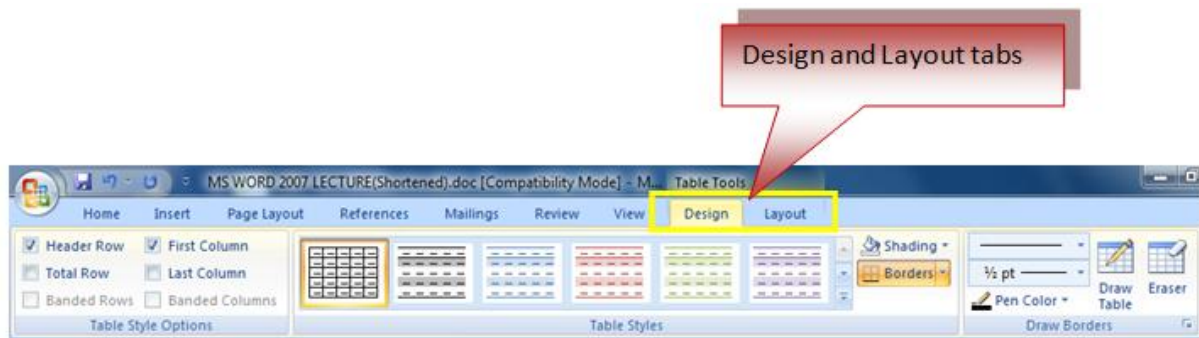 Design and Layout tabs
MS WORD 2007 LECTURE(Shortened).doc [Compatibility Mode] - M... Table Tools
Home Insert Page Layout References Mailings Review View Design Layout
Header Row First Column Shading
Total Row Last Column Borders ½ pt
Banded Rows Banded Columns Pen Color Draw Table Eraser
Table Style Options Table Styles Draw Borders